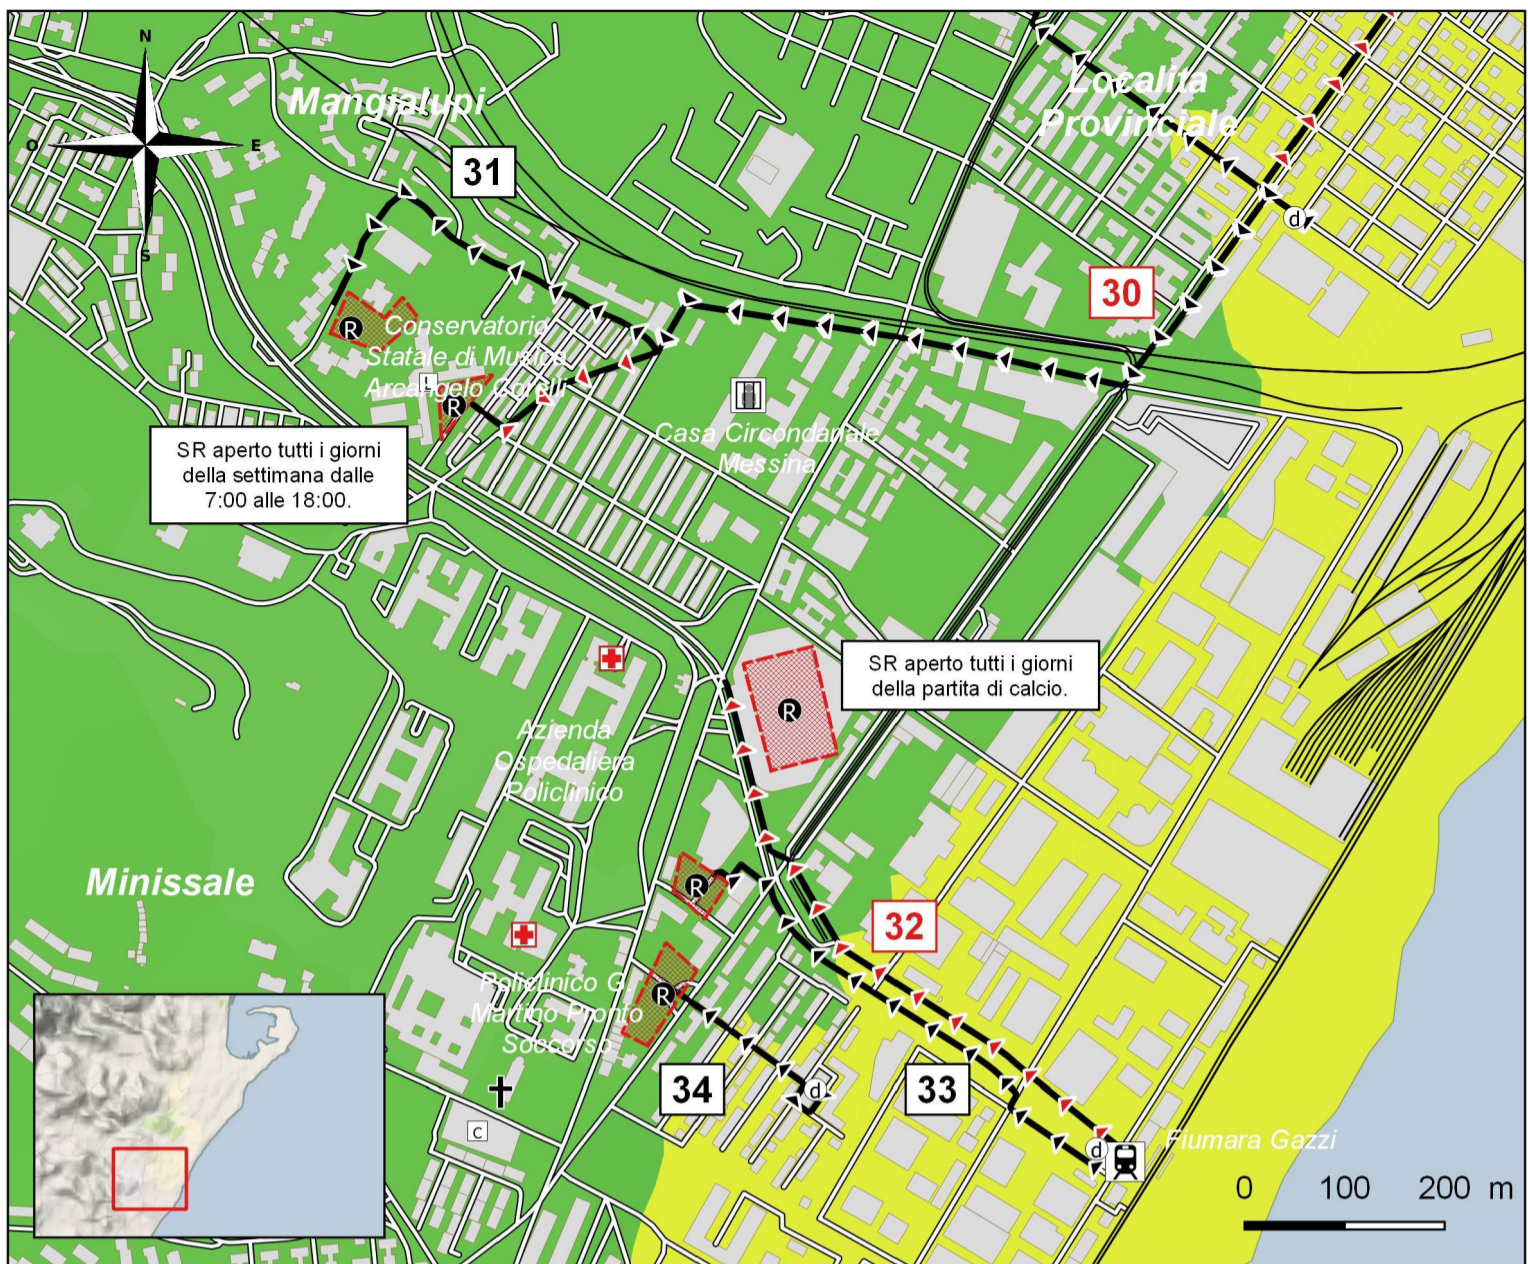 N
O
E
S
Mangialupi
31
Località
Provinciale
d
30
R
Conservatorio
Statale di Musica
Arcangelo Corelli
L
R
Casa Circondariale
Messina
SR aperto tutti i giorni
della settimana dalle
7:00 alle 18:00.
SR aperto tutti i giorni
della partita di calcio.
R
Azienda
Ospedaliera
Policlinico
Minissale
R
32
Policlinico G.
Martino Pronto
Soccorso
R
34
d
33
c
d
Fiumara Gazzi
0 100 200 m